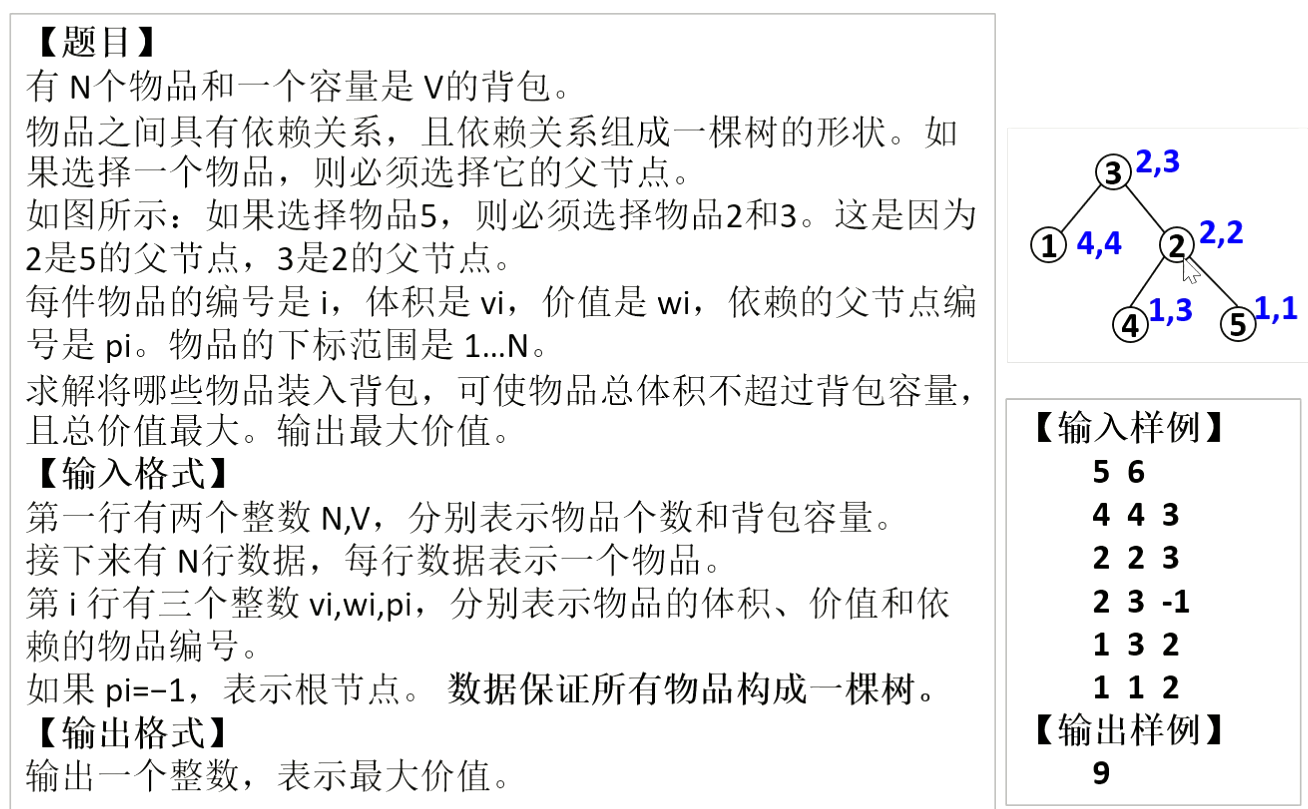 【题目】
有 N个物品和一个容量是 V的背包。
物品之间具有依赖关系，且依赖关系组成一棵树的形状。如
果选择一个物品，则必须选择它的父节点。
如图所示：如果选择物品5，则必须选择物品2和3。这是因为
2是5的父节点，3是2的父节点。
每件物品的编号是 i，体积是 vi，价值是 wi，依赖的父节点编
号是 pi。物品的下标范围是 1…N。
求解将哪些物品装入背包，可使物品总体积不超过背包容量，
且总价值最大。输出最大价值。
【输入格式】
第一行有两个整数 N,V，分别表示物品个数和背包容量。
接下来有 N行数据，每行数据表示一个物品。
第 i 行有三个整数 vi,wi,pi，分别表示物品的体积、价值和依
赖的物品编号。
如果 pi=−1，表示根节点。 数据保证所有物品构成一棵树。
【输出格式】
输出一个整数，表示最大价值。
3 2,3
1 4,4 2 2,2
4 1,3 5 1,1
【输入样例】
5 6
4 4 3
2 2 3
2 3 -1
1 3 2
1 1 2
【输出样例】
9